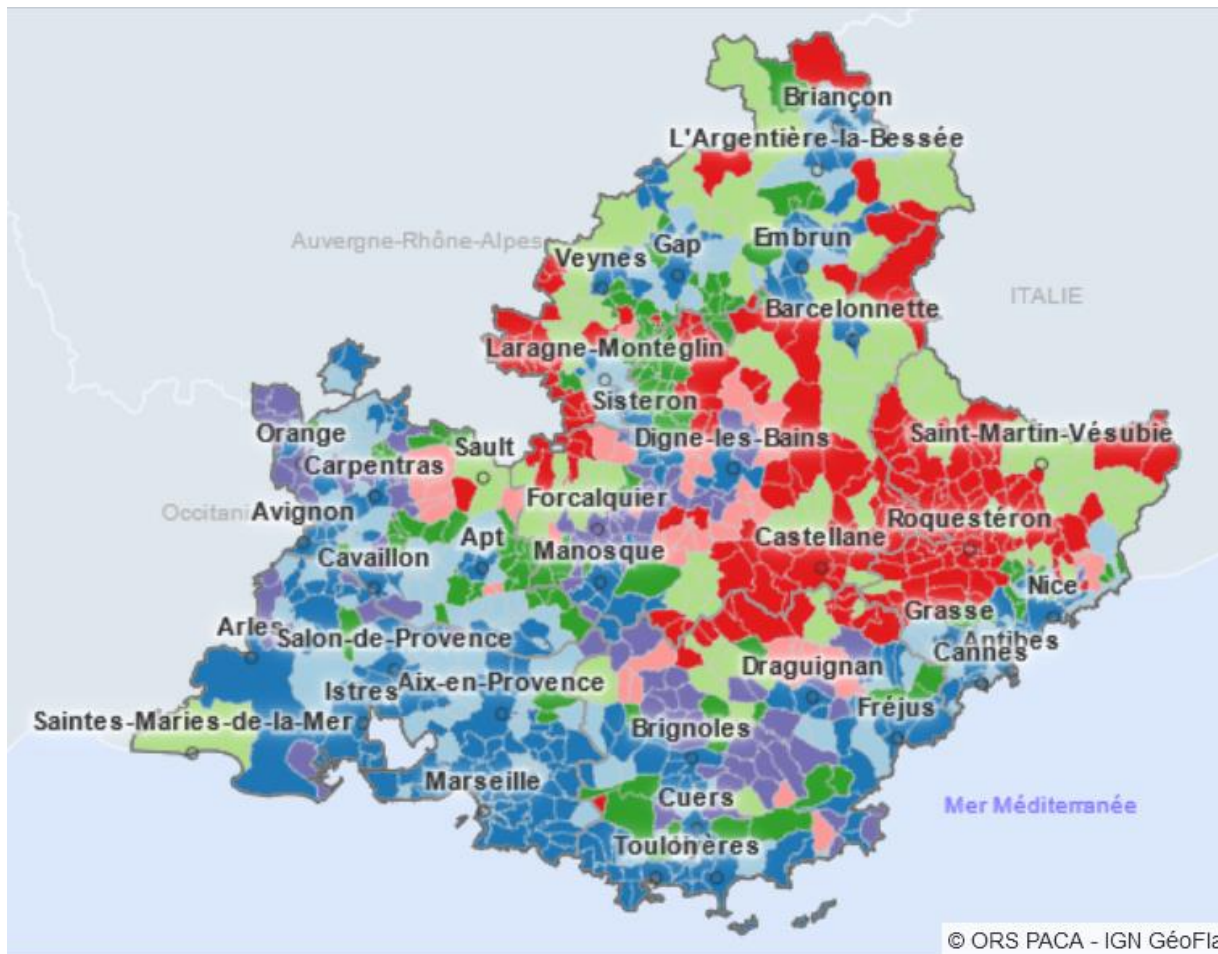 Briançon
L'Argentière-la-Bessée
Auvergne-Rhône-Alpes
Veynes
Gap
Embrun
ITALIE
Barcelonnette
Laragne-Monteglin
Sisteron
Orange
Sault
Digne-les-Bains
Saint-Martin-Vésubie
Carpentras
Forcalquier
Occitani
Avignon
Roquestéron
Apt
Manosque
Castellane
Cavaillon
Nice
Grasse
Arles
Salon-de-Provence
Antibes
Cannes
Draguignan
Istres
Aix-en-Provence
Fréjus
Saintes-Maries-de-la-Mer
Brignoles
Marseille
Cuers
Mer Méditerranée
Toulon
ères
© ORS PACA - IGN GéoFla